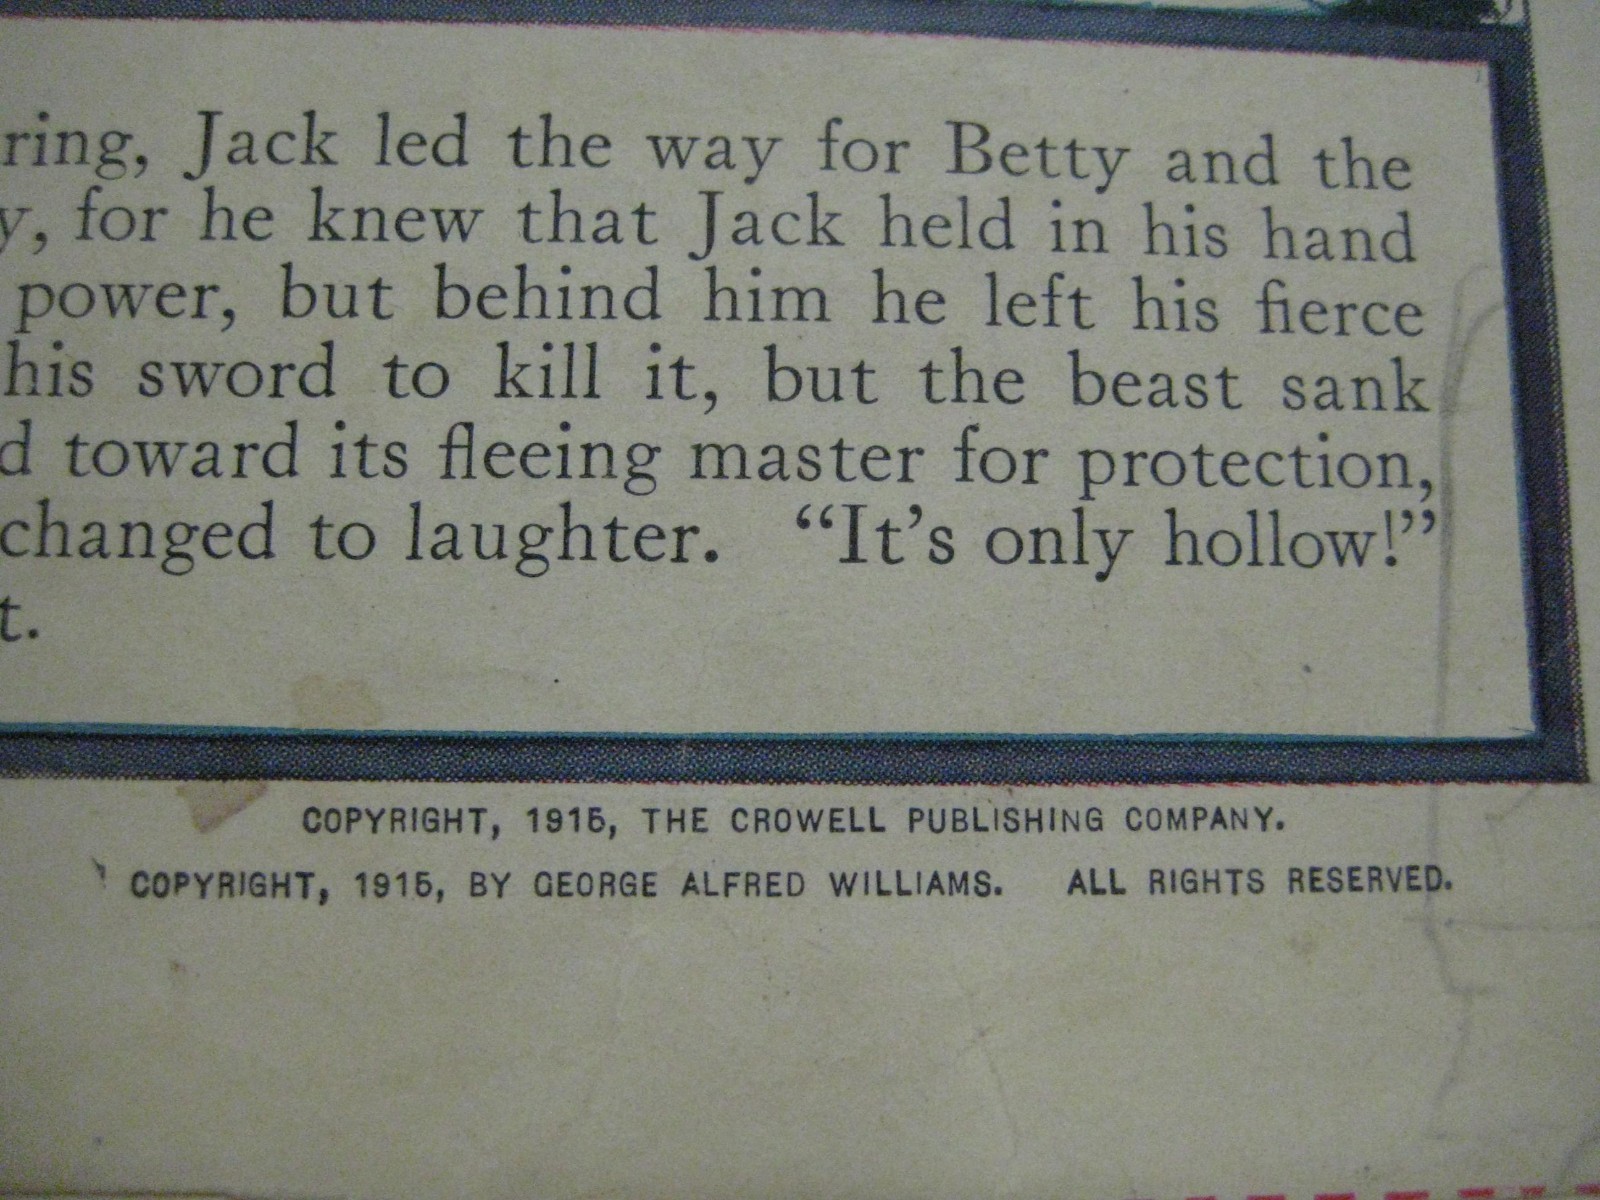 ring, Jack led the way for Betty and the
y, for he knew that Jack held in his hand
power, but behind him he left his fierce
his sword to kill it, but the beast sank
d toward its fleeing master for protection,
changed to laughter. “It’s only hollow!”
t.
COPYRIGHT, 1915, THE CROWELL PUBLISHING COMPANY.
COPYRIGHT, 1915, BY GEORGE ALFRED WILLIAMS. ALL RIGHTS RESERVED.